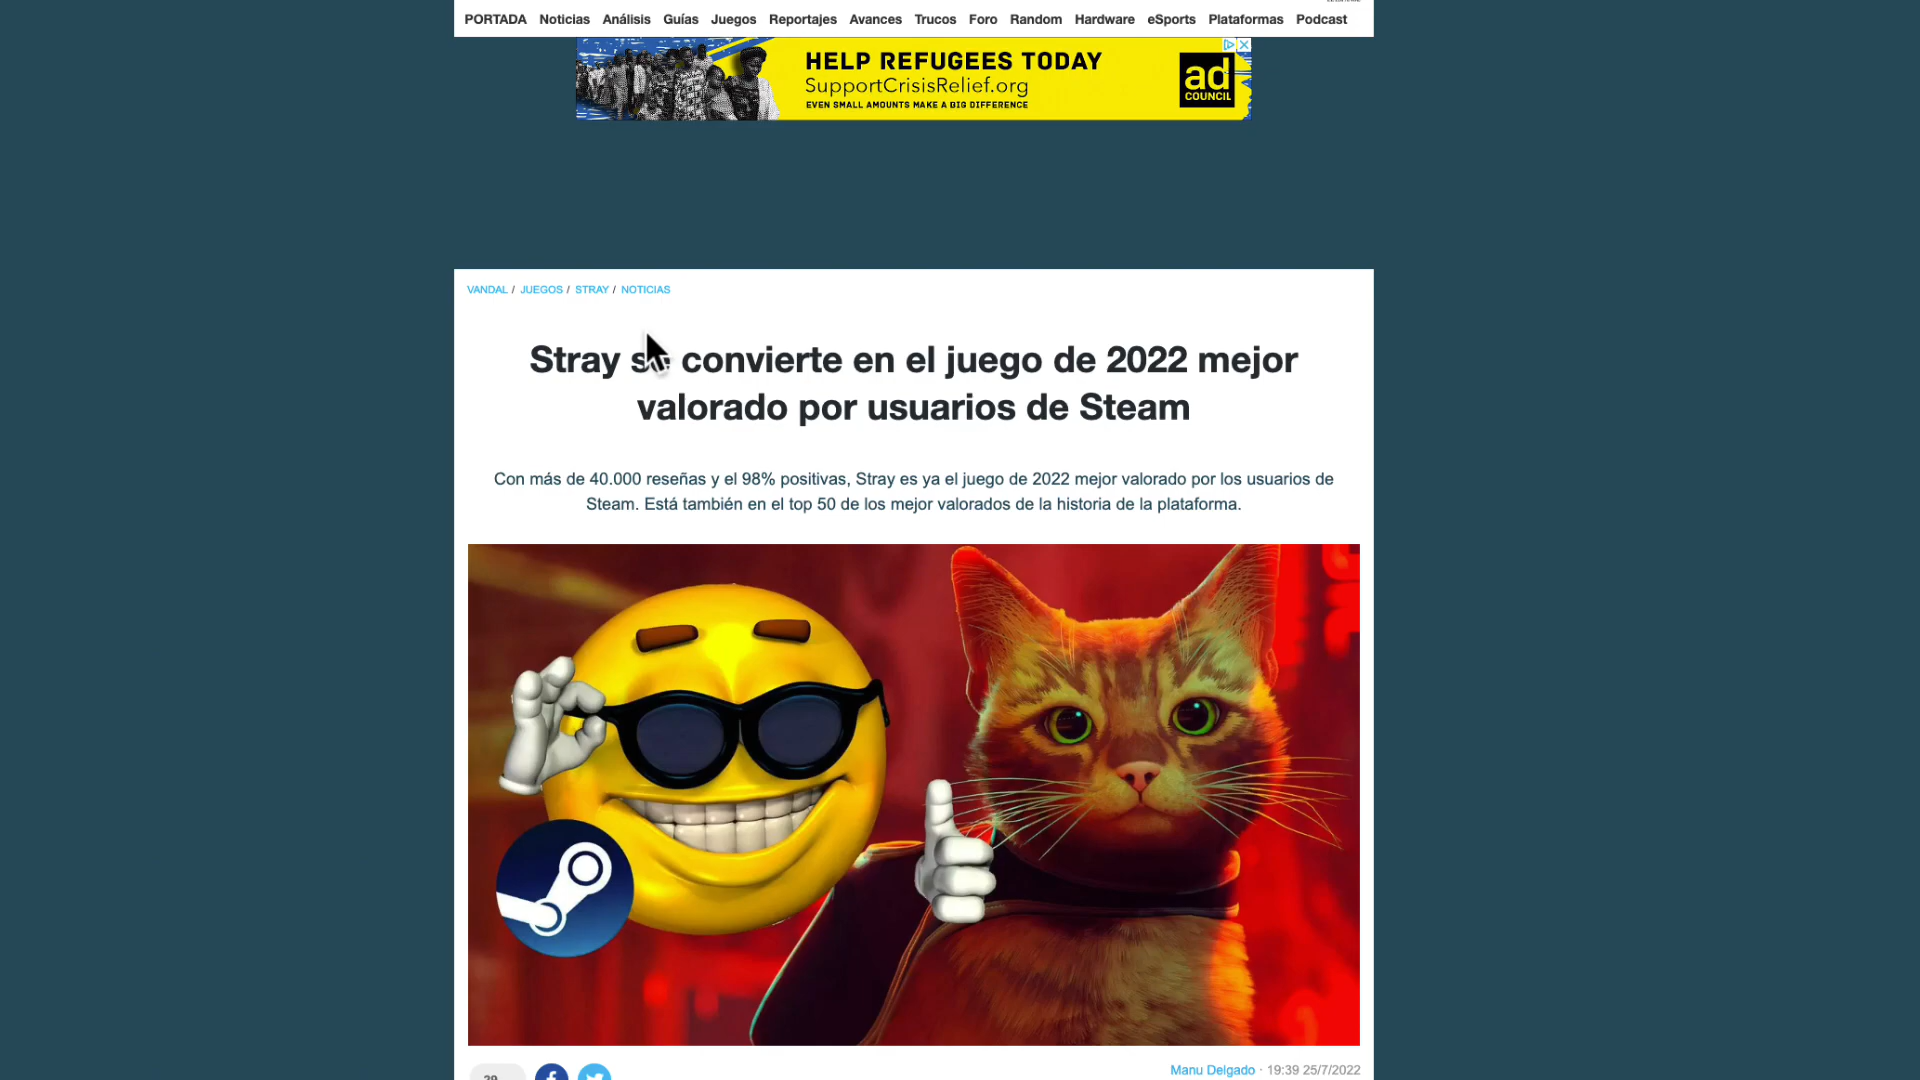 PORTADA Noticias Análisis Guías Juegos Reportajes Avances Trucos Foro Random Hardware eSports Plataformas Podcast
HELP REFUGEES TODAY
SupportCrisisRelief.org
EVEN SMALL AMOUNTS MAKE A BIG DIFFERENCE
ad
COUNCIL
VANDAL / JUEGOS / STRAY / NOTICIAS
Stray se convierte en el juego de 2022 mejor
valorado por usuarios de Steam
Con más de 40.000 reseñas y el 98% positivas, Stray es ya el juego de 2022 mejor valorado por los usuarios de
Steam. Está también en el top 50 de los mejor valorados de la historia de la plataforma.
Manu Delgado · 19:39 25/7/2022